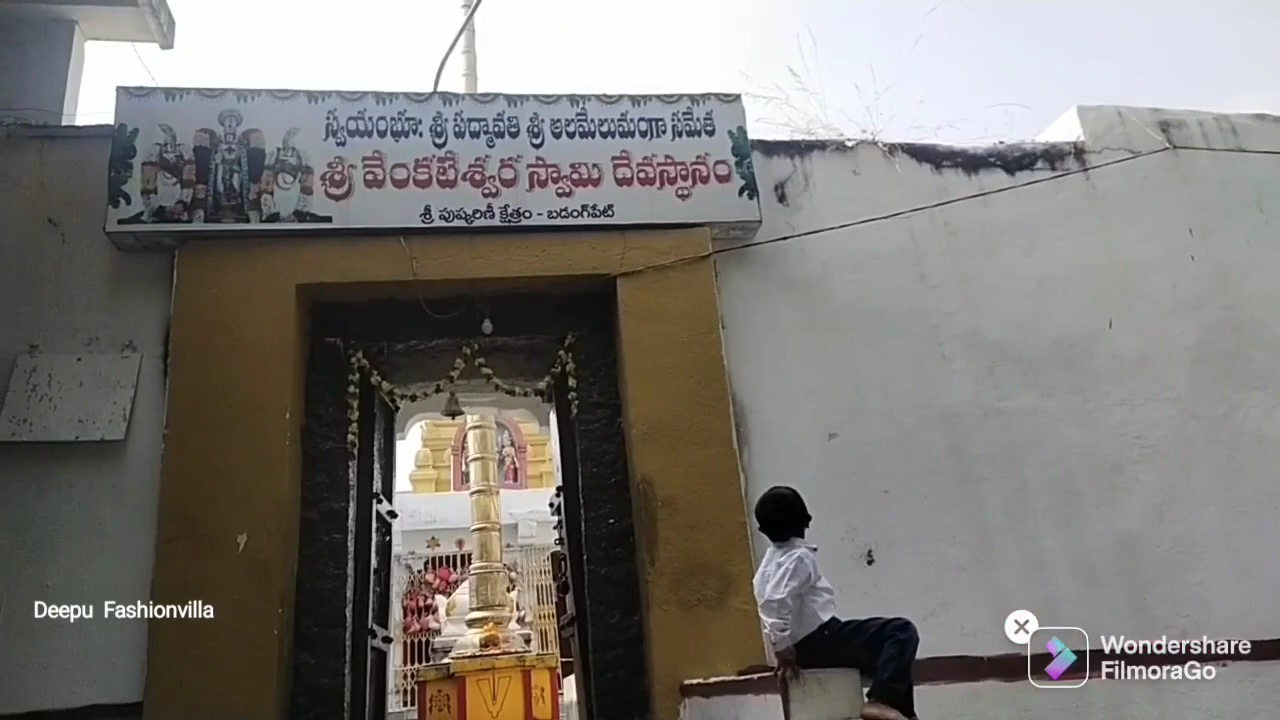 స్వయంభూ: శ్రీ పద్మావతి శ్రీ అలమేలుమంగా సమేత
శ్రీ వేంకటేశ్వర స్వామి దేవస్థానం
శ్రీ పుష్కరిణీ క్షేత్రం - బడంగ్‌పేట్
Deepu Fashionvilla
Wondershare
FilmoraGo